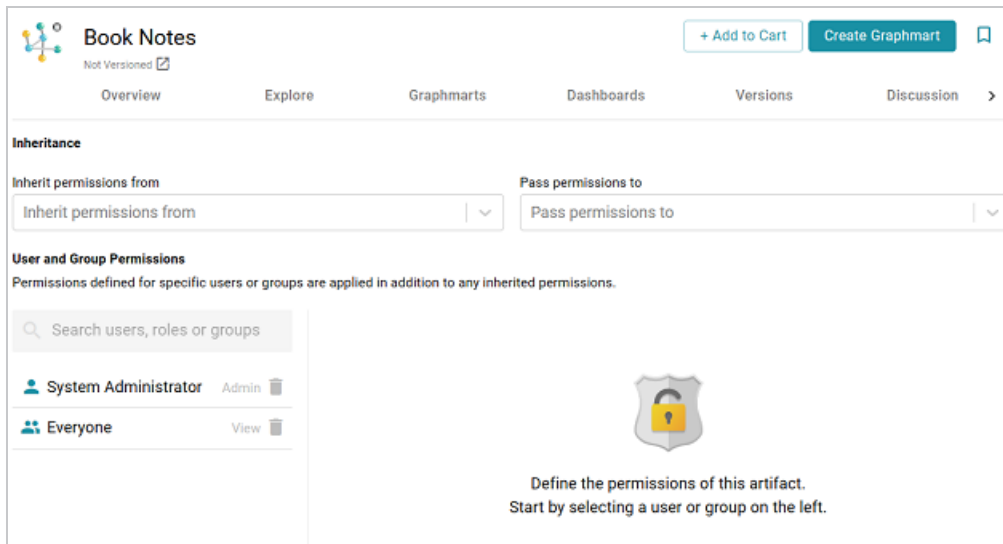 Book Notes
+ Add to Cart
Create Graphmart
Not Versioned
Overview
Explore
Graphmarts
Dashboards
Versions
Discussion
Inheritance
Inherit permissions from
Pass permissions to
Inherit permissions from
Pass permissions to
User and Group Permissions
Permissions defined for specific users or groups are applied in addition to any inherited permissions.
Search users, roles or groups
System Administrator Admin
Everyone View
Define the permissions of this artifact.
Start by selecting a user or group on the left.